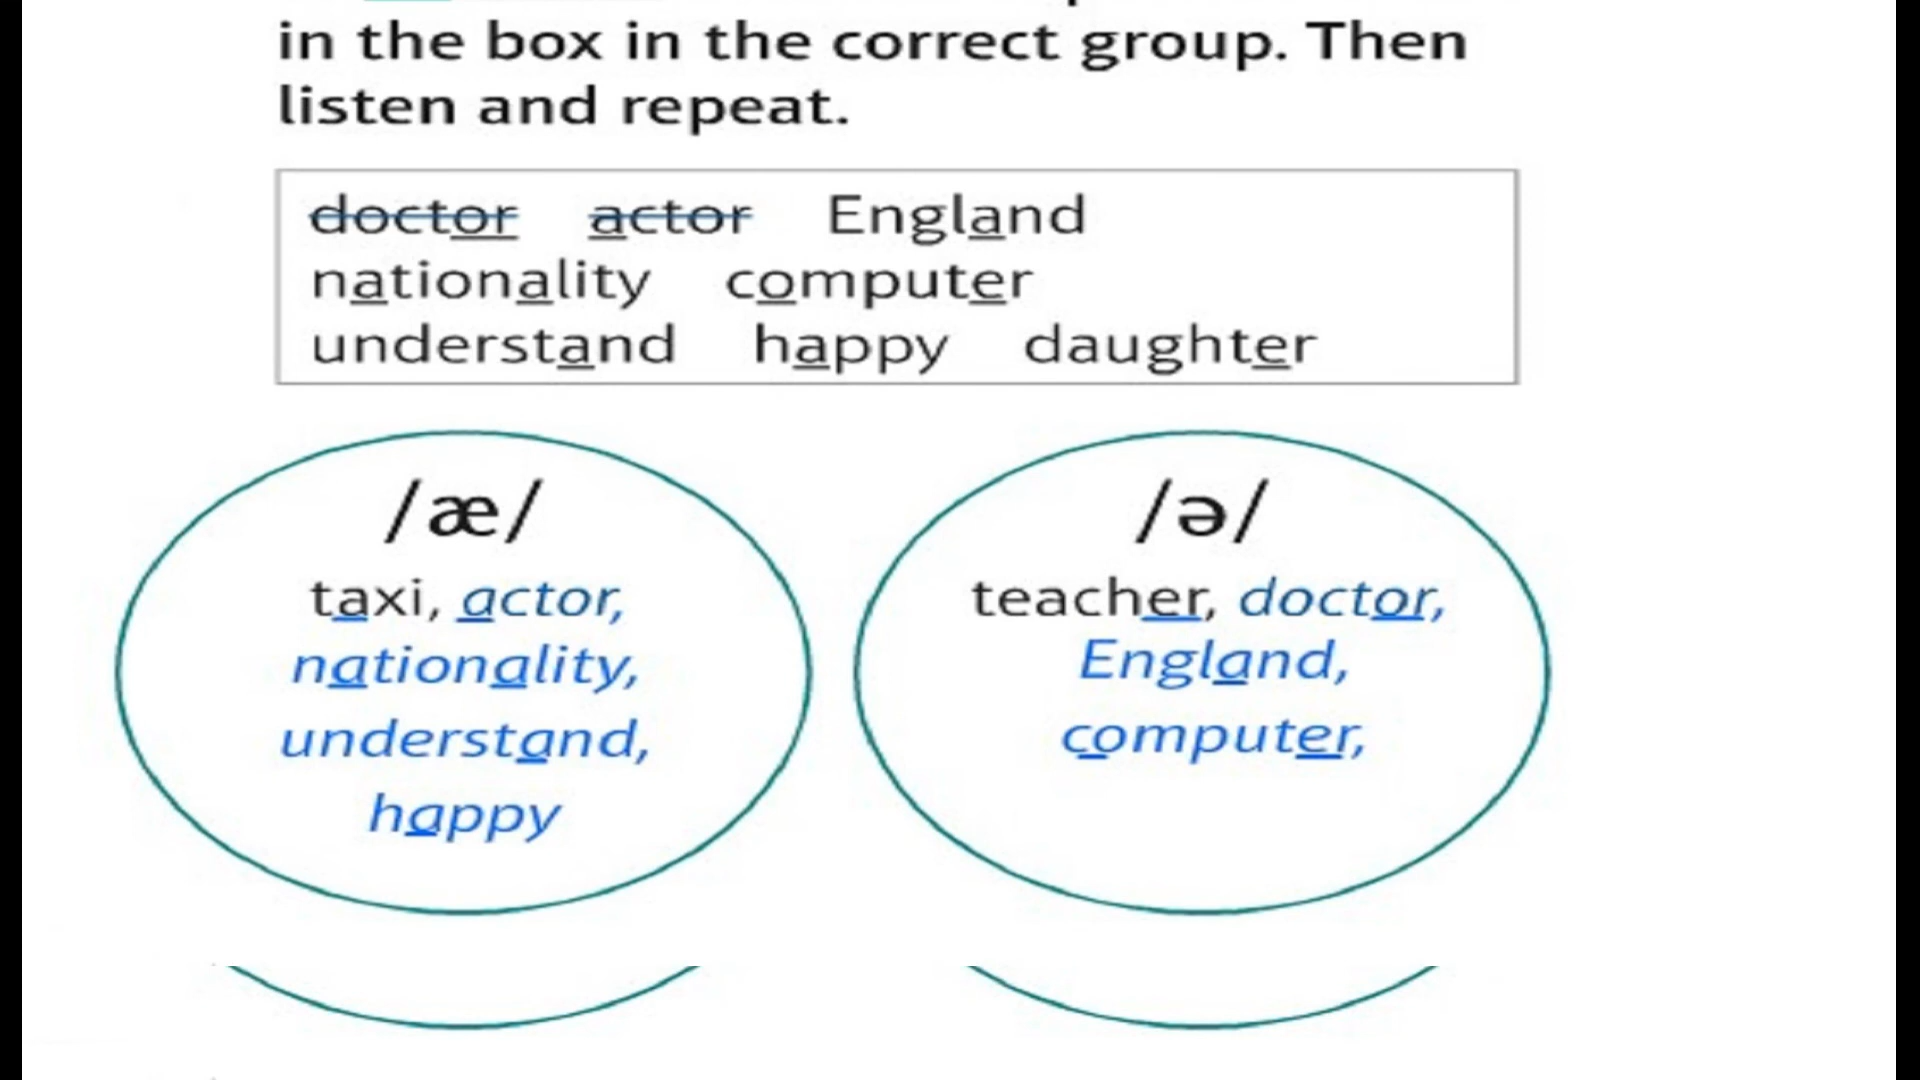 in the box in the correct group. Then
listen and repeat.
doctor actor England
nationality computer
understand happy daughter
/æ/
taxi, actor,
nationality,
understand,
happy
/ə/
teacher, doctor,
England,
computer,